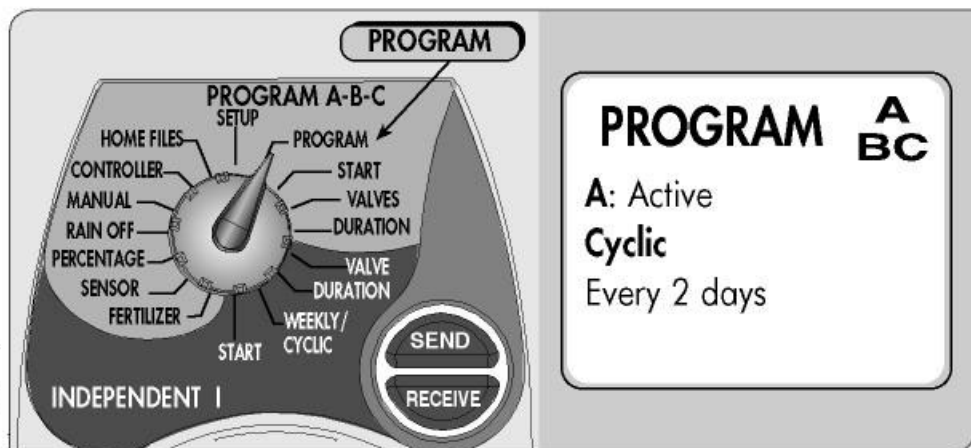 PROGRAM
PROGRAM A-B-C
SETUP
HOME FILES
PROGRAM
CONTROLLER
START
MANUAL
VALVES
RAIN OFF
DURATION
PERCENTAGE
VALVE
SENSOR
DURATION
FERTILIZER
WEEKLY/
CYCLIC
START
INDEPENDENT I
SEND
RECEIVE
PROGRAM A
BC
A: Active
Cyclic
Every 2 days